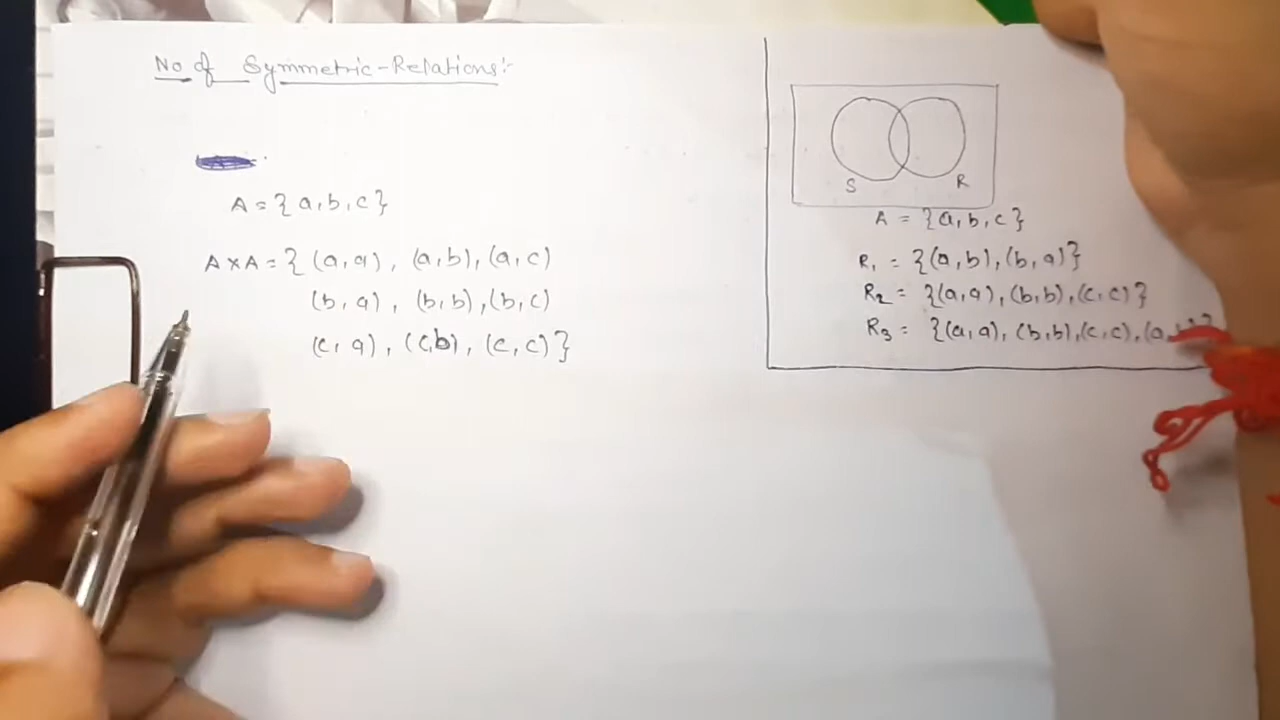 No of Symmetric-Relations:-
A = {a,b,c}
A×A = { (a,a), (a,b), (a,c)
(b,a), (b,b), (b,c)
(c,a), (c,b), (c,c) }
S R
A = {a,b,c}
R₁ = {(a,b),(b,a)}
R₂ = {(a,a),(b,b),(c,c)}
R₃ = {(a,a),(b,b),(c,c),(a,